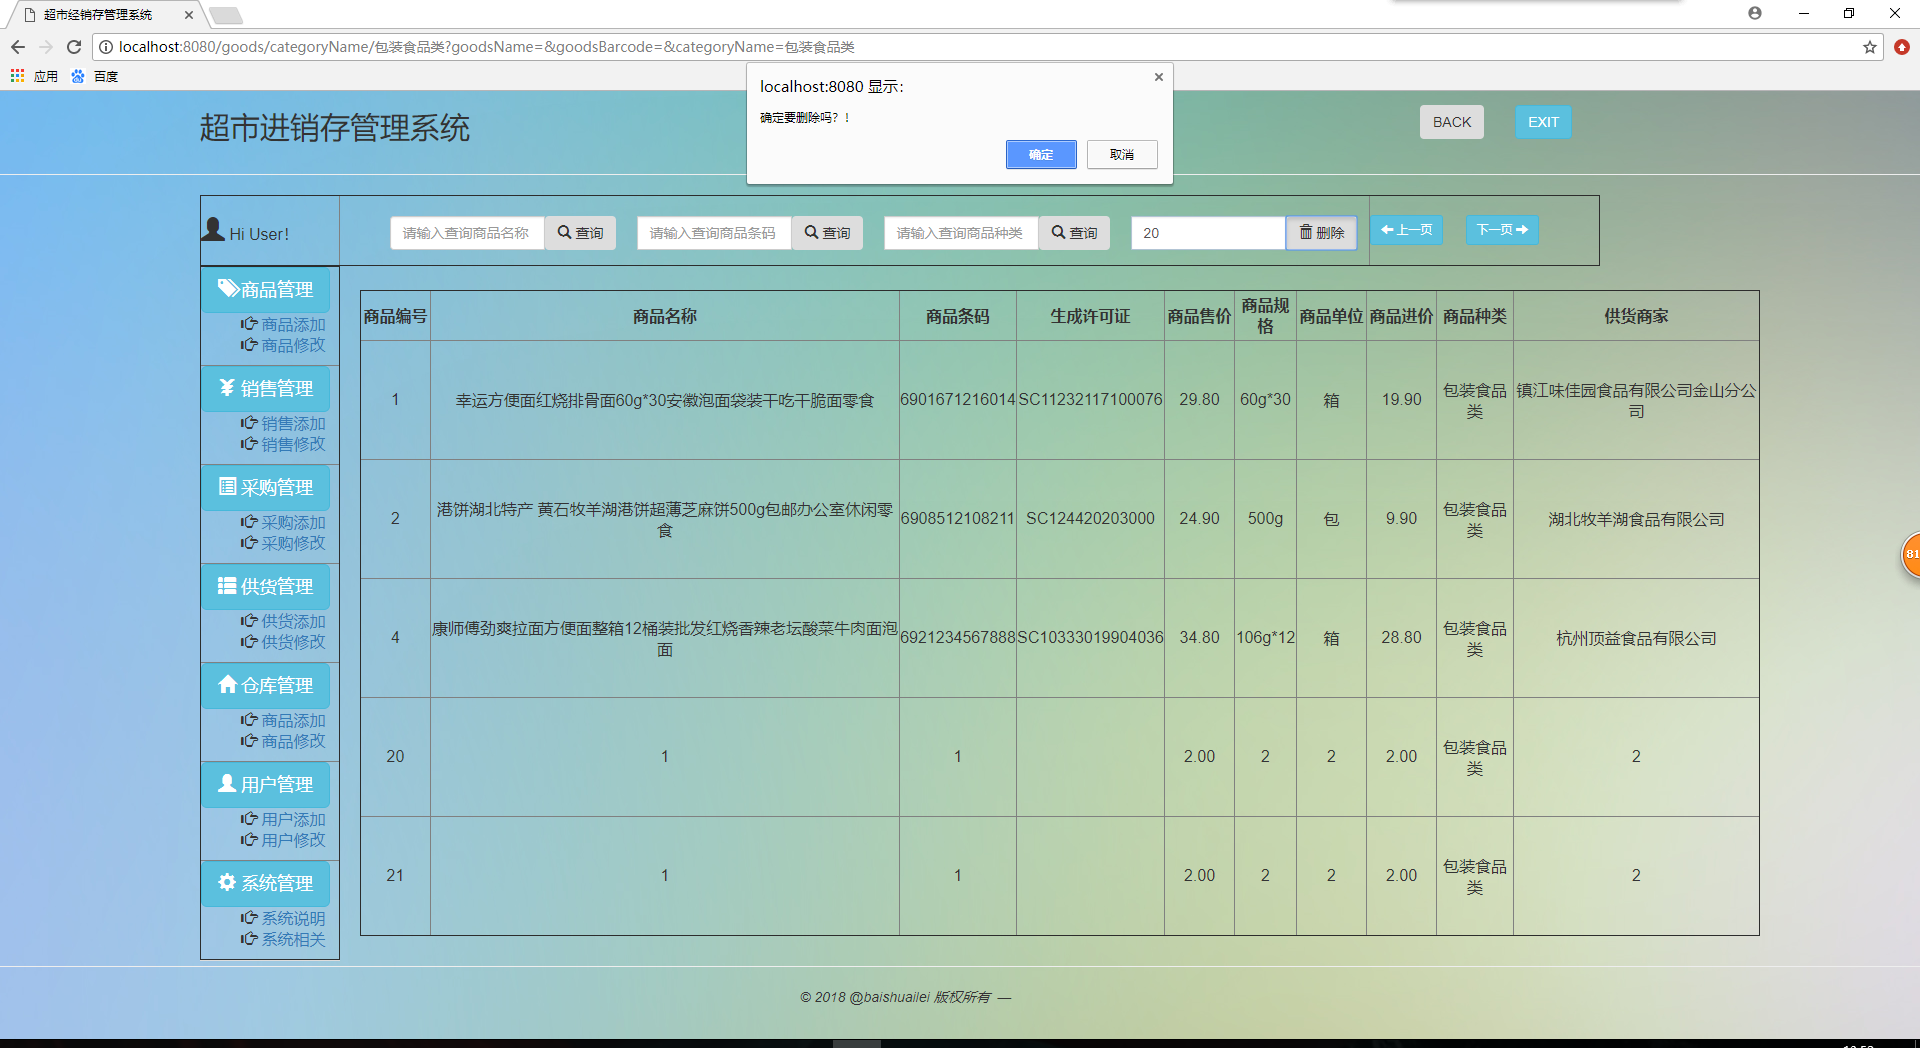 超市经销存管理系统
localhost:8080/goods/categoryName/包装食品类?goodsName=&goodsBarcode=&categoryName=包装食品类
应用 百度
localhost:8080 显示：
确定要删除吗？！
确定 取消
超市进销存管理系统
BACK EXIT
Hi User!
请输入查询商品名称 查询 请输入查询商品条码 查询 请输入查询商品种类 查询 20 删除 上一页 下一页
商品管理
商品添加
商品修改
销售管理
销售添加
销售修改
采购管理
采购添加
采购修改
供货管理
供货添加
供货修改
仓库管理
商品添加
商品修改
用户管理
用户添加
用户修改
系统管理
系统说明
系统相关
商品编号 商品名称 商品条码 生成许可证 商品售价 商品规格 商品单位 商品进价 商品种类 供货商家
1 幸运方便面红烧排骨面60g*30安徽泡面袋装干吃干脆面零食 6901671216014 SC11232117100076 29.80 60g*30 箱 19.90 包装食品类 镇江味佳园食品有限公司金山分公司
2 港饼湖北特产 黄石牧羊湖港饼超薄芝麻饼500g包邮办公室休闲零食 6908512108211 SC124420203000 24.90 500g 包 9.90 包装食品类 湖北牧羊湖食品有限公司
4 康师傅劲爽拉面方便面整箱12桶装批发红烧香辣老坛酸菜牛肉面泡面 6921234567888 SC10333019904036 34.80 106g*12 箱 28.80 包装食品类 杭州顶益食品有限公司
20 1 1 2.00 2 2 2.00 包装食品类 2
21 1 1 2.00 2 2 2.00 包装食品类 2
81
© 2018 @baishuailei 版权所有 —